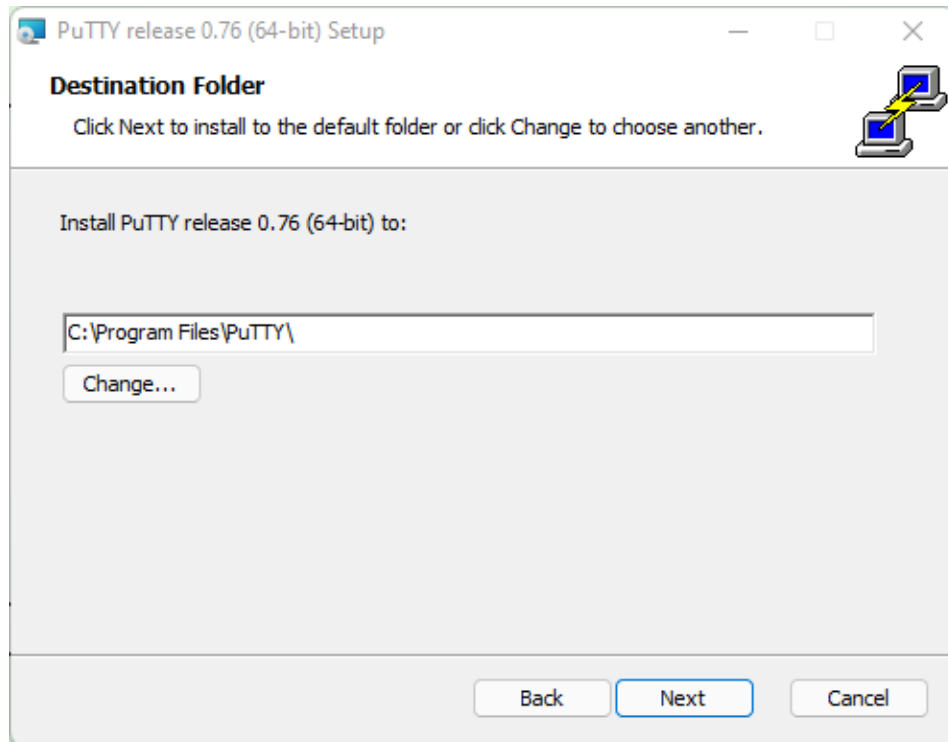 PuTTY release 0.76 (64-bit) Setup
Destination Folder
Click Next to install to the default folder or click Change to choose another.
Install PuTTY release 0.76 (64-bit) to:
C:\Program Files\PuTTY\
Change...
Back Next Cancel